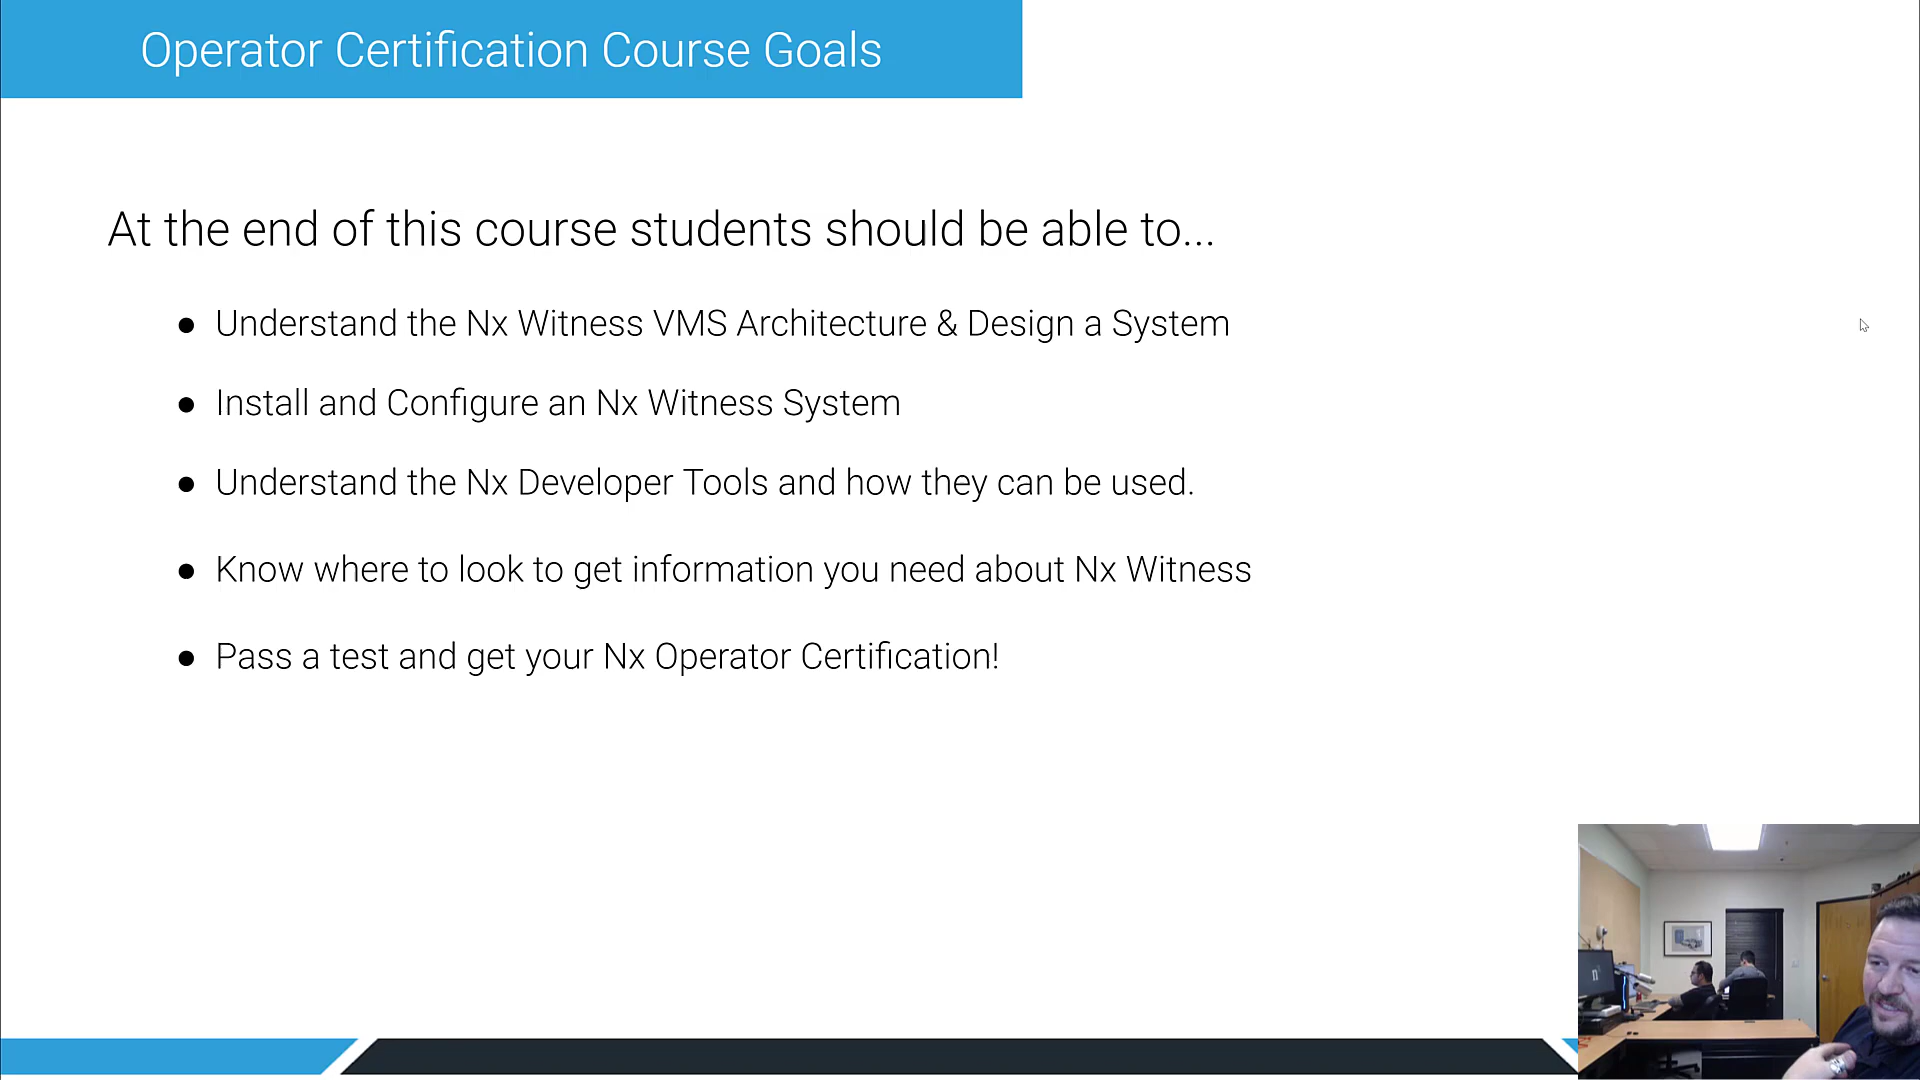 Operator Certification Course Goals
At the end of this course students should be able to...
● Understand the Nx Witness VMS Architecture & Design a System
● Install and Configure an Nx Witness System
● Understand the Nx Developer Tools and how they can be used.
● Know where to look to get information you need about Nx Witness
● Pass a test and get your Nx Operator Certification!